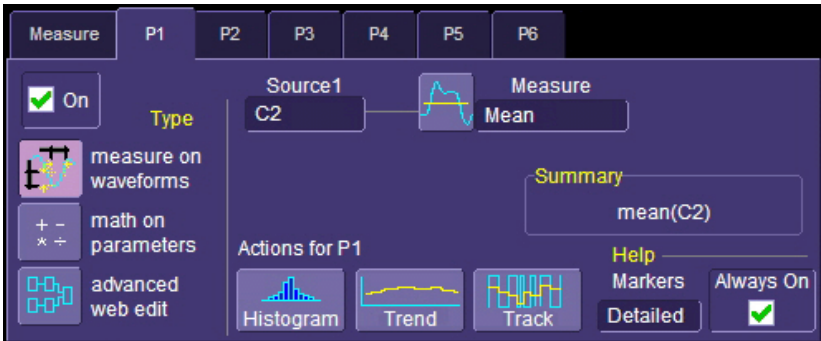 Measure P1 P2 P3 P4 P5 P6
On
Type
measure on
waveforms
math on
parameters
advanced
web edit
Source1
C2
Measure
Mean
Summary
mean(C2)
Actions for P1
Histogram
Trend
Track
Help
Markers
Detailed
Always On